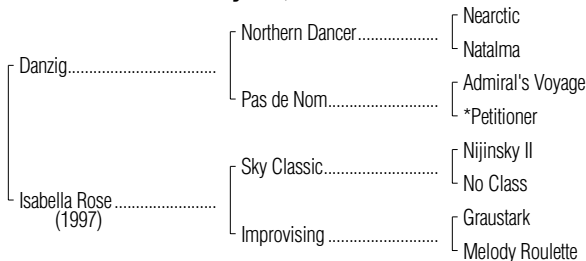 Nearctic
Northern Dancer....................
Natalma
Danzig.....................................
Admiral's Voyage
Pas de Nom...........................
*Petitioner
Nijinsky II
Sky Classic............................
No Class
Isabella Rose .........................
(1997)
Graustark
Improvising ...........................
Melody Roulette